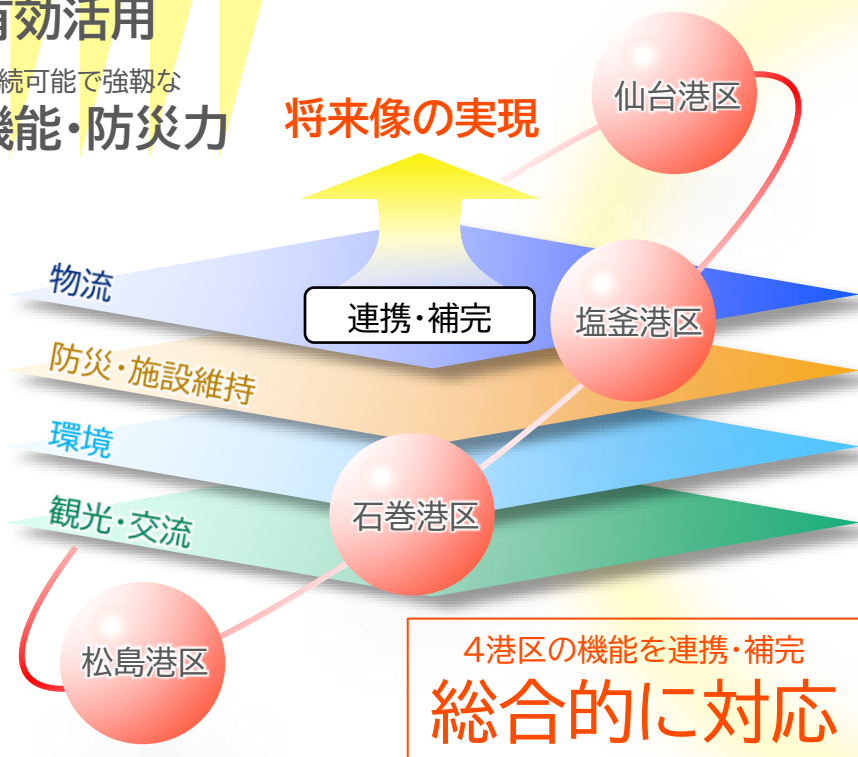 有効活用
続可能で強靱な
機能・防災力
将来像の実現
仙台港区
物流
連携・補完
塩釜港区
防災・施設維持
環境
観光・交流
石巻港区
松島港区
4港区の機能を連携・補完
総合的に対応